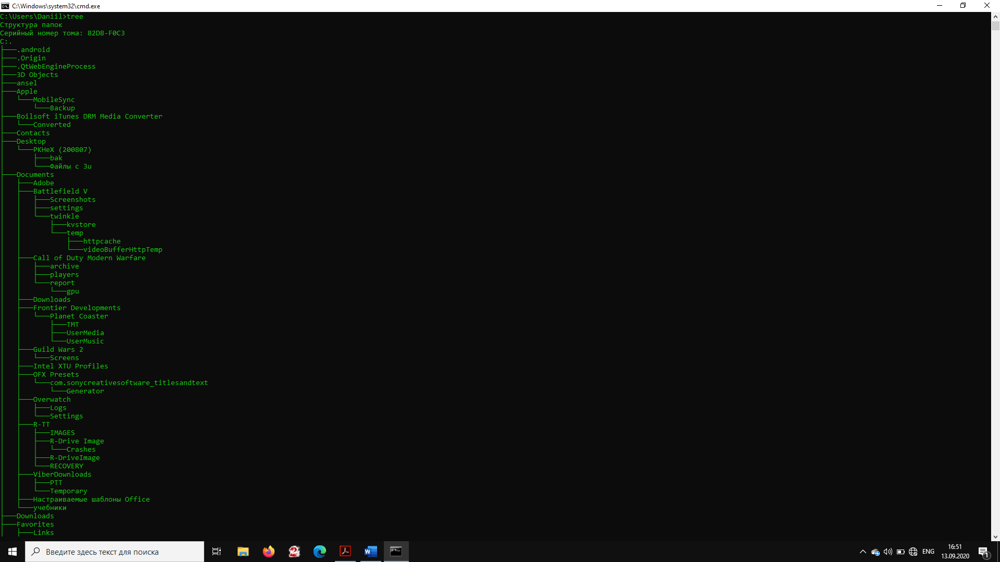 C:\Windows\system32\cmd.exe
C:\Users\Daniil>tree
Структура папок
Серийный номер тома: 82D8-F0C3
C:.
├───.android
├───.Origin
├───.QtWebEngineProcess
├───3D Objects
├───ansel
├───Apple
│   └───MobileSync
│       └───Backup
├───Boilsoft iTunes DRM Media Converter
│   └───Converted
├───Contacts
├───Desktop
│   └───PKHeX (200807)
│       ├───bak
│       └───Файлы с 3u
├───Documents
│   ├───Adobe
│   ├───Battlefield V
│   │   ├───Screenshots
│   │   ├───settings
│   │   └───twinkle
│   │       ├───kvstore
│   │       └───temp
│   │           ├───httpcache
│   │           └───videoBufferHttpTemp
│   ├───Call of Duty Modern Warfare
│   │   ├───archive
│   │   ├───players
│   │   └───report
│   │       └───gpu
│   ├───Downloads
│   ├───Frontier Developments
│   │   └───Planet Coaster
│   │       ├───TMT
│   │       ├───UserMedia
│   │       └───UserMusic
│   ├───Guild Wars 2
│   │   └───Screens
│   ├───Intel XTU Profiles
│   ├───OFX Presets
│   │   └───com.sonycreativesoftware_titlesandtext
│   │       └───Generator
│   ├───Overwatch
│   │   ├───Logs
│   │   └───Settings
│   ├───R-TT
│   │   ├───IMAGES
│   │   ├───R-Drive Image
│   │   │   └───Crashes
│   │   ├───R-DriveImage
│   │   └───RECOVERY
│   ├───ViberDownloads
│   │   ├───PTT
│   │   └───Temporary
│   ├───Настраиваемые шаблоны Office
│   └───учебники
├───Downloads
├───Favorites
│   ├───Links
Введите здесь текст для поиска
ENG
16:51
13.09.2020
1